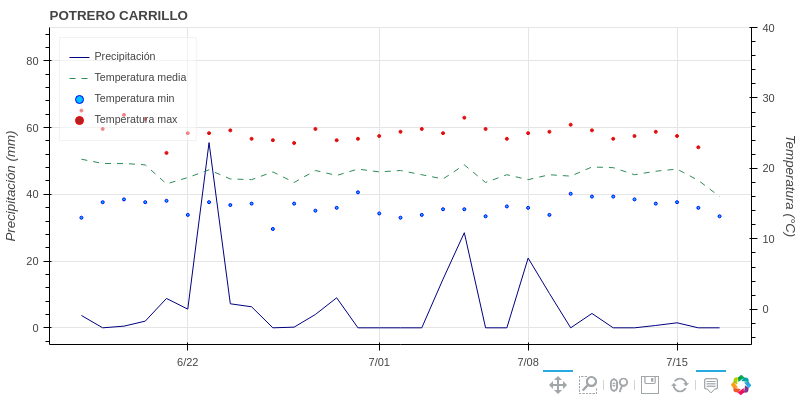 POTRERO CARRILLO
Precipitación
Temperatura media
Temperatura min
Temperatura max
80
60
40
20
0
Precipitación (mm)
40
30
20
10
0
Temperatura (°C)
6/22
7/01
7/08
7/15